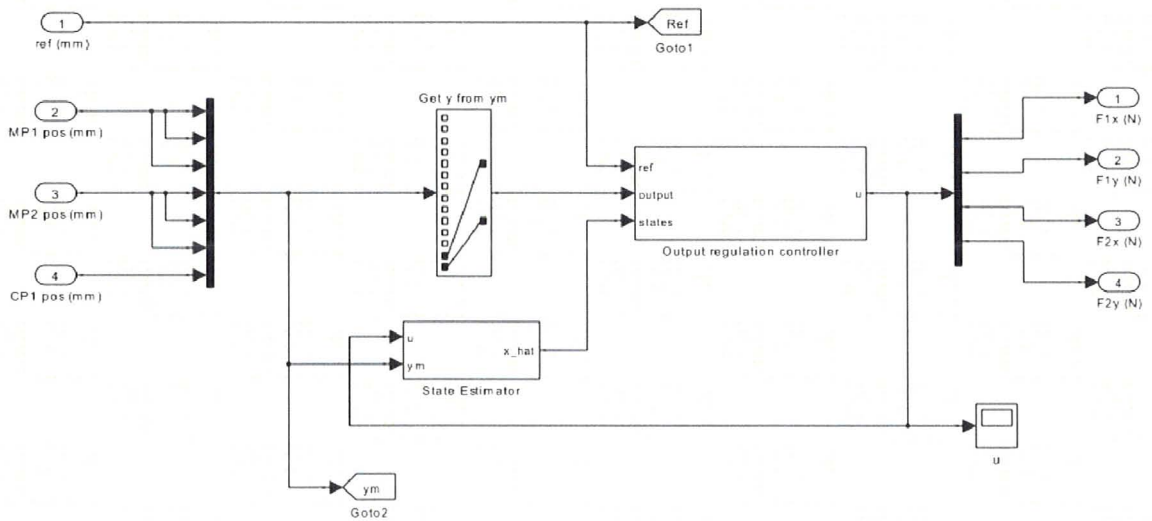 1
ref (mm)
Ref
Goto1
2
MP1 pos (mm)
3
MP2 pos (mm)
4
CP1 pos (mm)
Get y from ym
ref
output
states
u
Output regulation controller
1
F1x (N)
2
F1y (N)
3
F2x (N)
4
F2y (N)
u
ym
x_hat
State Estimator
u
ym
Goto2